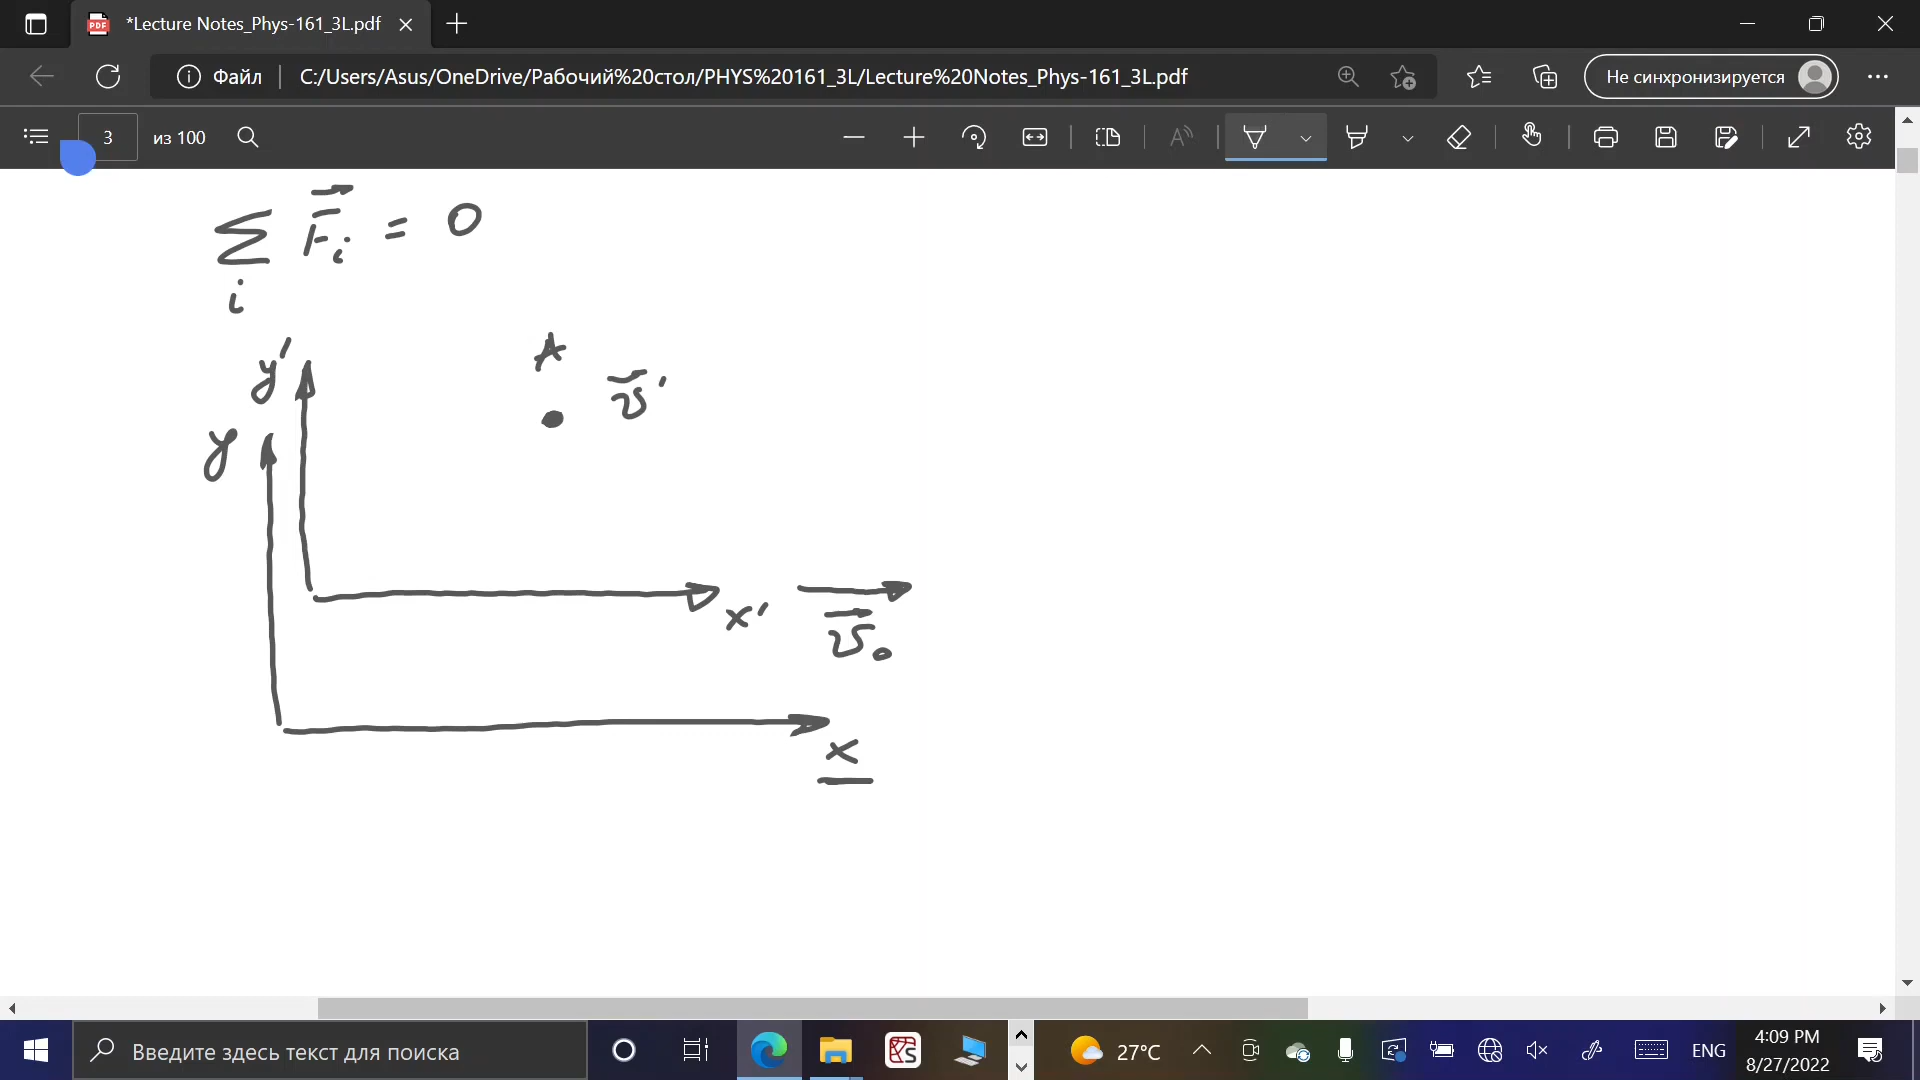 *Lecture Notes_Phys-161_3L.pdf
Файл
C:/Users/Asus/OneDrive/Рабочий%20стол/PHYS%20161_3L/Lecture%20Notes_Phys-161_3L.pdf
Не синхронизируется
3 из 100
∑ F⃗ᵢ = 0
i
A
y'
v⃗ '
y
x'
v⃗₀
x
Введите здесь текст для поиска
27°C
ENG
4:09 PM
8/27/2022